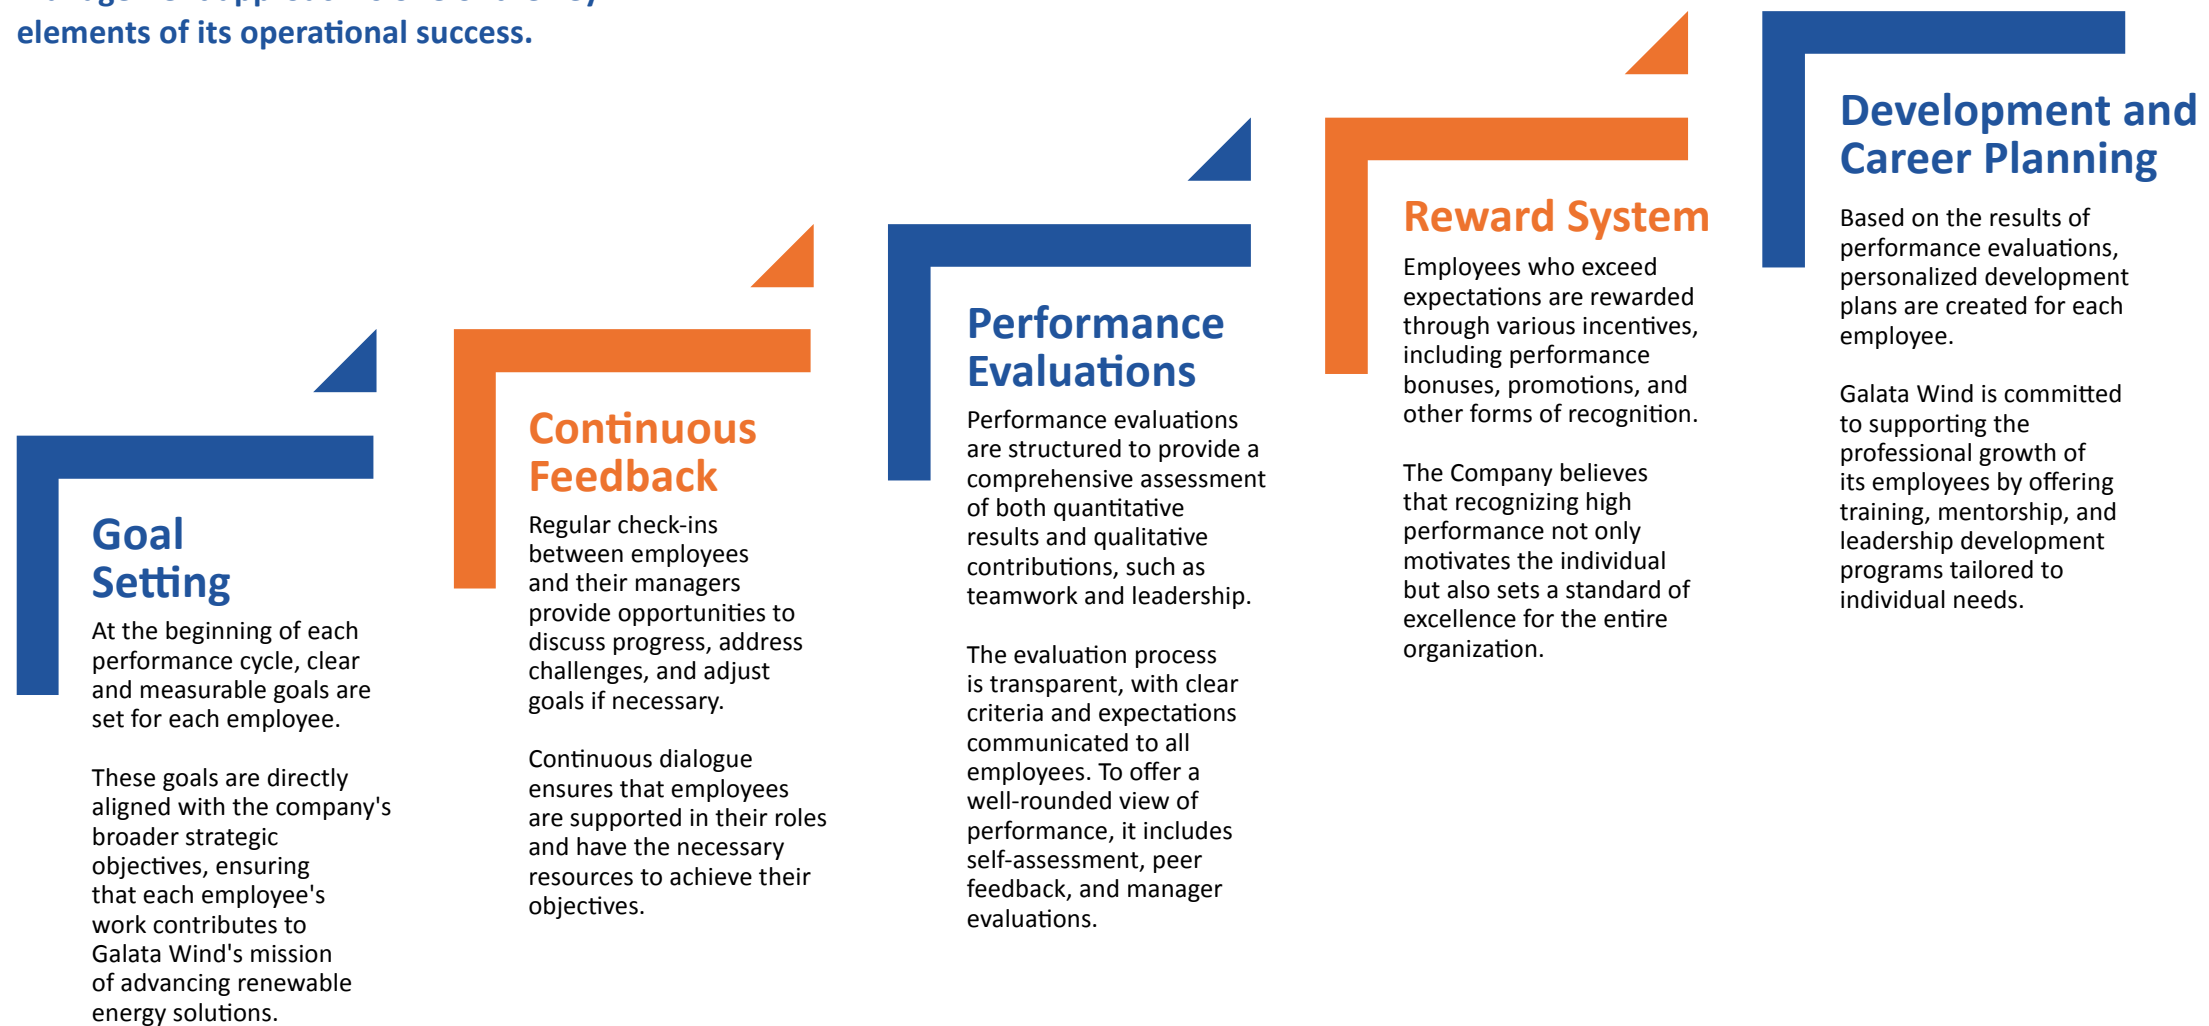 elements of its operational success.
Goal
Setting
At the beginning of each
performance cycle, clear
and measurable goals are
set for each employee.
These goals are directly
aligned with the company's
broader strategic
objectives, ensuring
that each employee's
work contributes to
Galata Wind's mission
of advancing renewable
energy solutions.
Continuous
Feedback
Regular check-ins
between employees
and their managers
provide opportunities to
discuss progress, address
challenges, and adjust
goals if necessary.
Continuous dialogue
ensures that employees
are supported in their roles
and have the necessary
resources to achieve their
objectives.
Performance
Evaluations
Performance evaluations
are structured to provide a
comprehensive assessment
of both quantitative
results and qualitative
contributions, such as
teamwork and leadership.
The evaluation process
is transparent, with clear
criteria and expectations
communicated to all
employees. To offer a
well-rounded view of
performance, it includes
self-assessment, peer
feedback, and manager
evaluations.
Reward System
Employees who exceed
expectations are rewarded
through various incentives,
including performance
bonuses, promotions, and
other forms of recognition.
The Company believes
that recognizing high
performance not only
motivates the individual
but also sets a standard of
excellence for the entire
organization.
Development and
Career Planning
Based on the results of
performance evaluations,
personalized development
plans are created for each
employee.
Galata Wind is committed
to supporting the
professional growth of
its employees by offering
training, mentorship, and
leadership development
programs tailored to
individual needs.